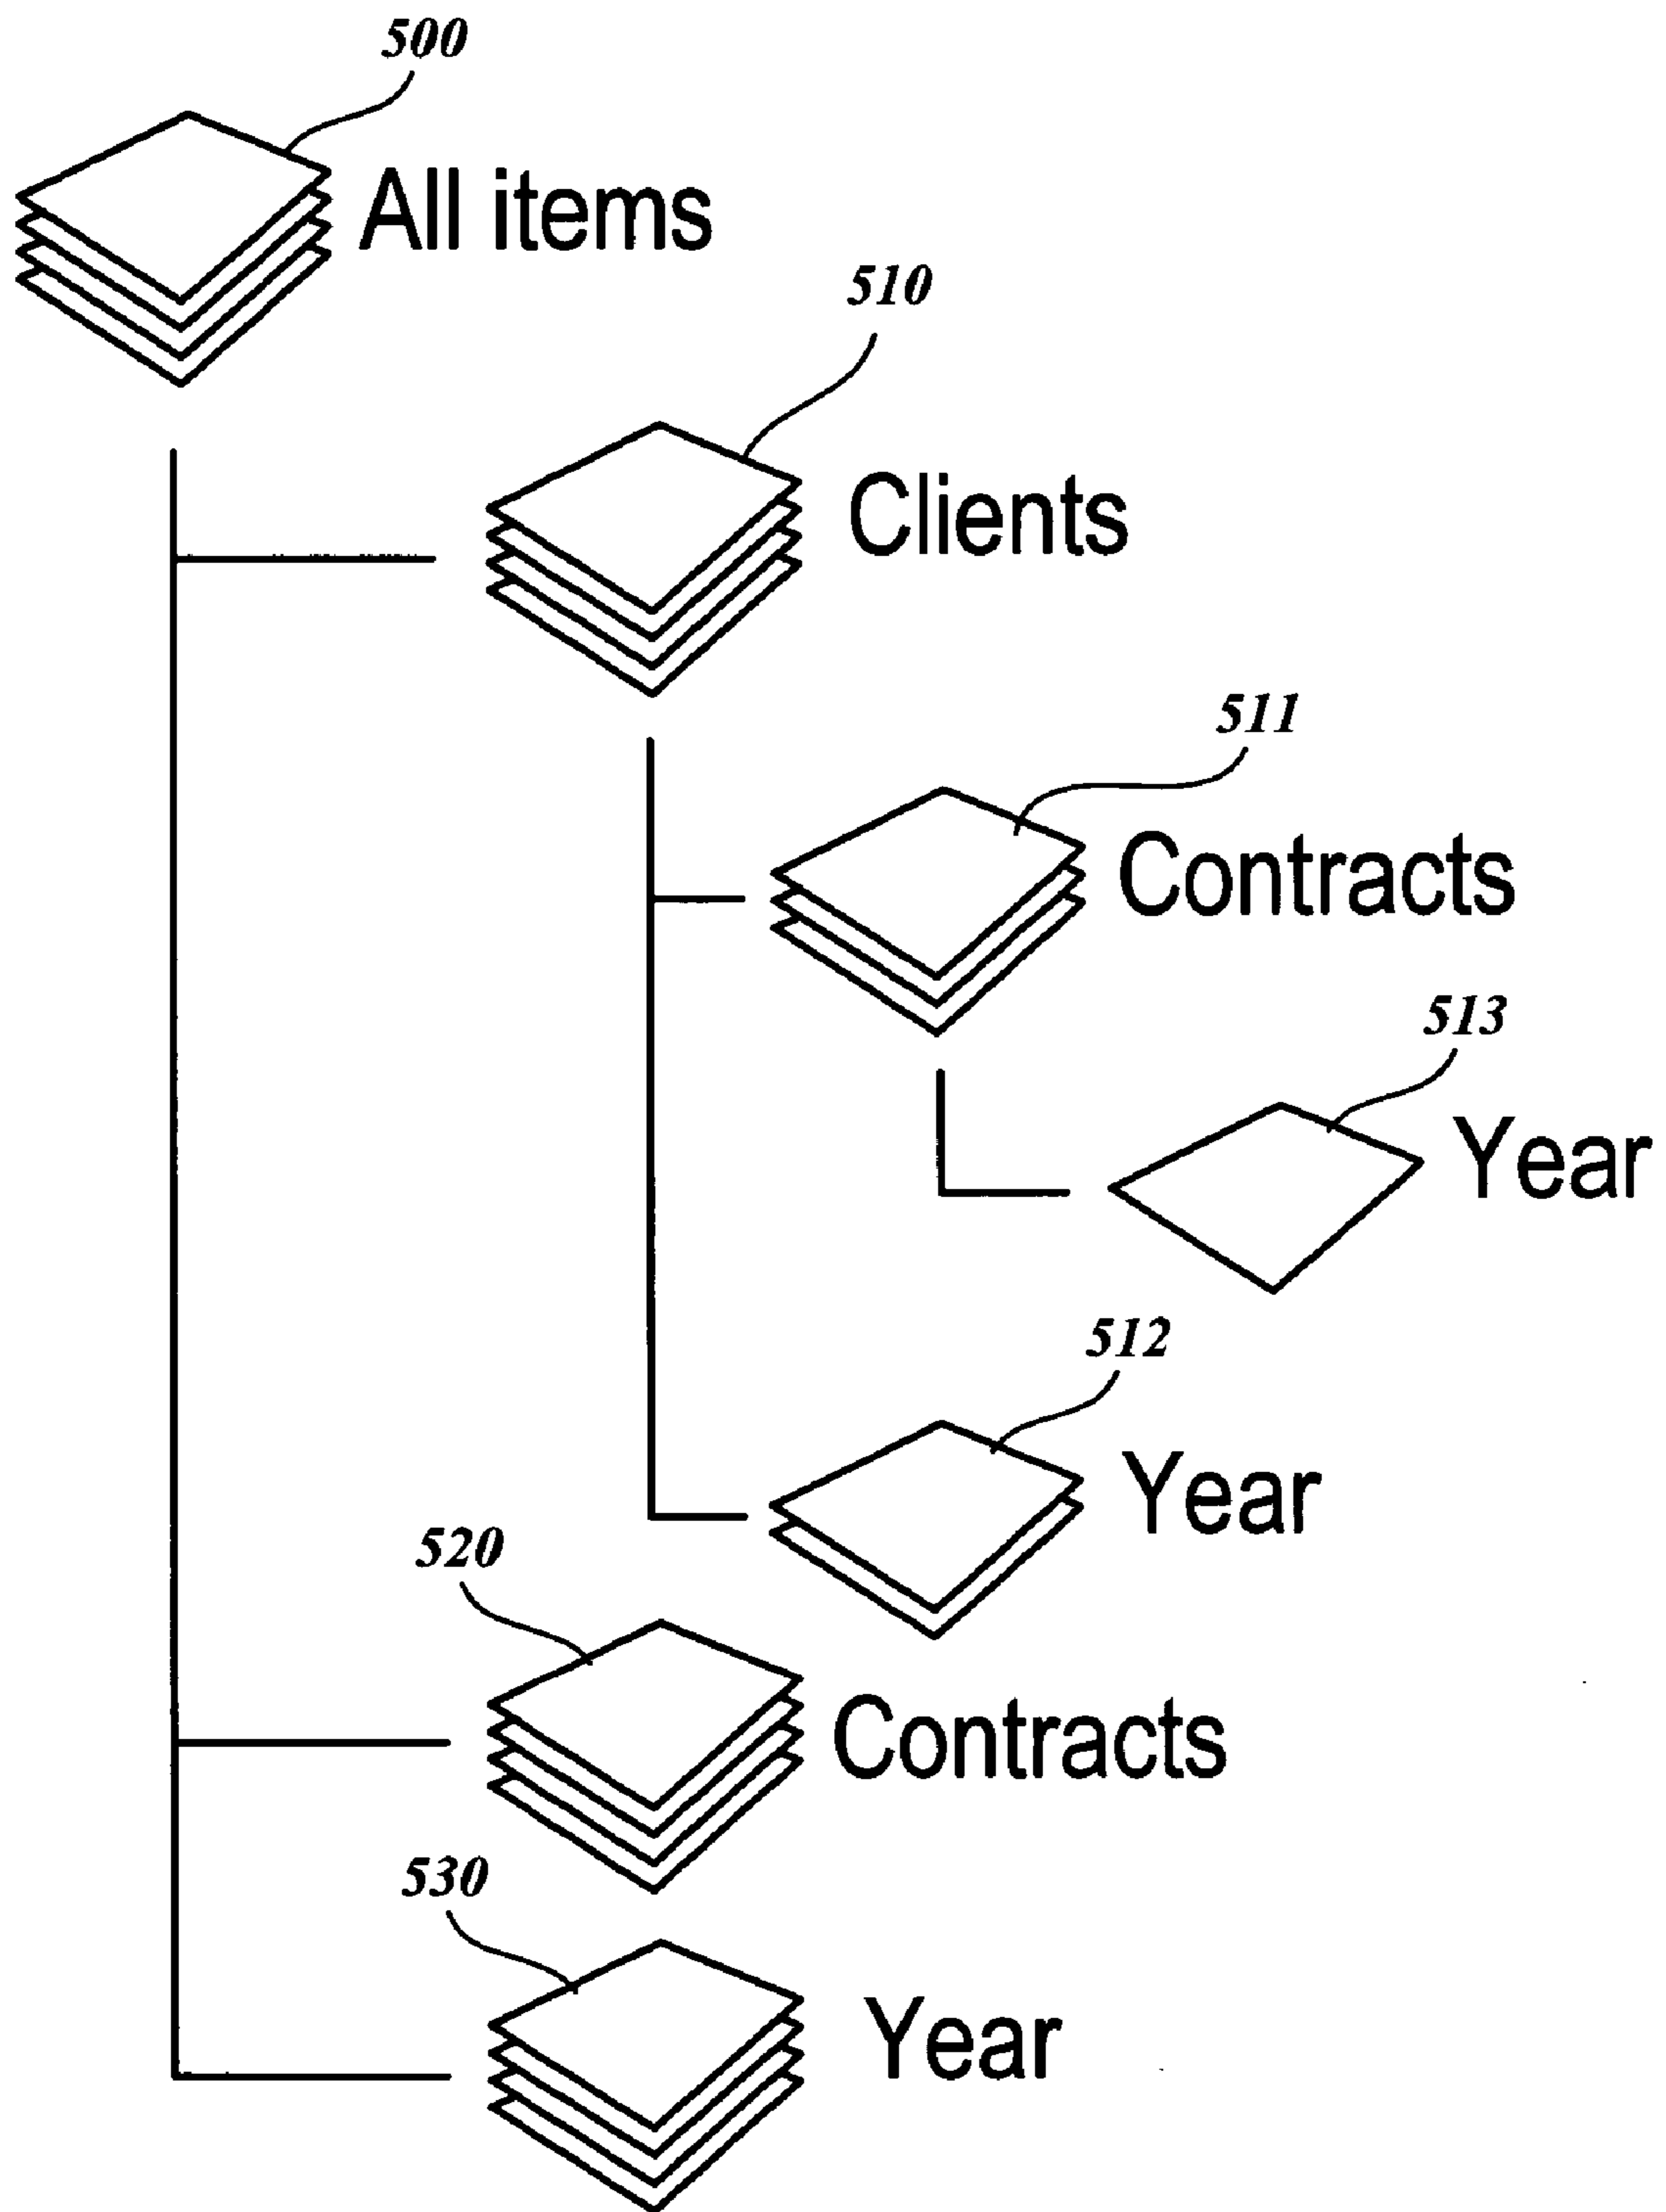 500
All items
510
Clients
511
Contracts
513
Year
512
Year
520
Contracts
530
Year